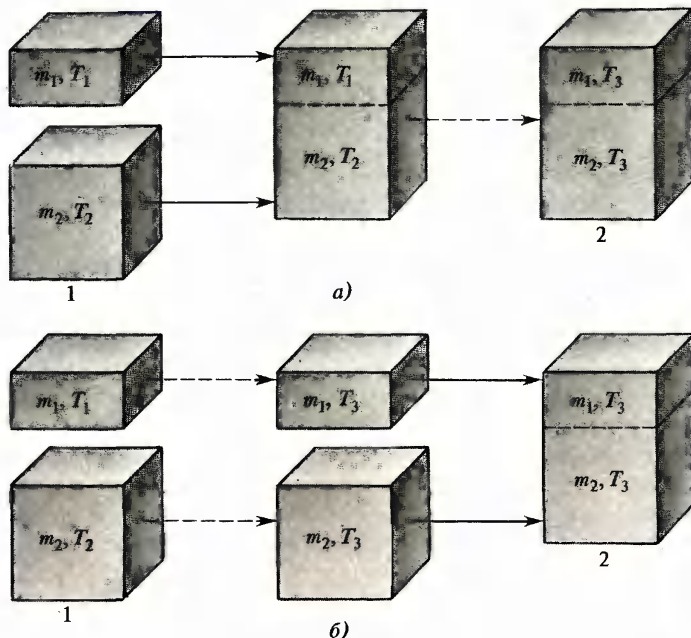 m₁, T₁
m₁, T₁
m₁, T₃
m₂, T₂
m₂, T₂
m₂, T₃
1
2
а)
m₁, T₁
m₁, T₃
m₁, T₃
m₂, T₂
m₂, T₃
m₂, T₃
1
2
б)